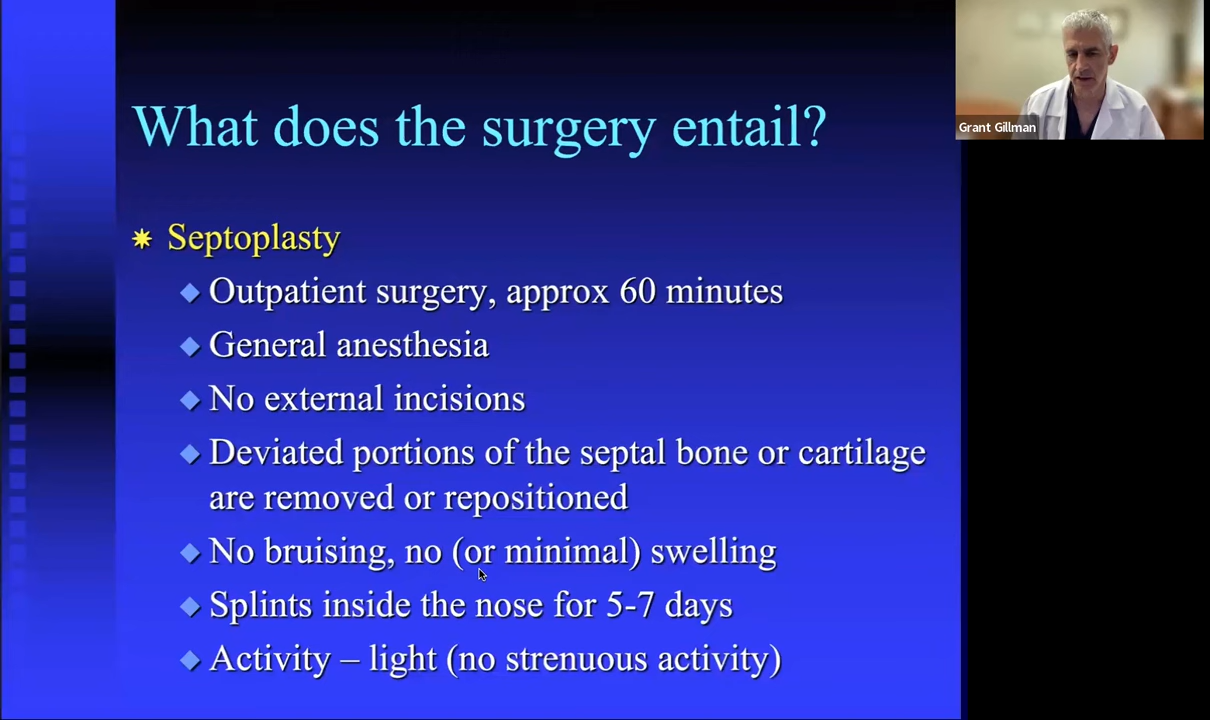 What does the surgery entail?
Septoplasty
Outpatient surgery, approx 60 minutes
General anesthesia
No external incisions
Deviated portions of the septal bone or cartilage
are removed or repositioned
No bruising, no (or minimal) swelling
Splints inside the nose for 5-7 days
Activity – light (no strenuous activity)
Grant Gillman